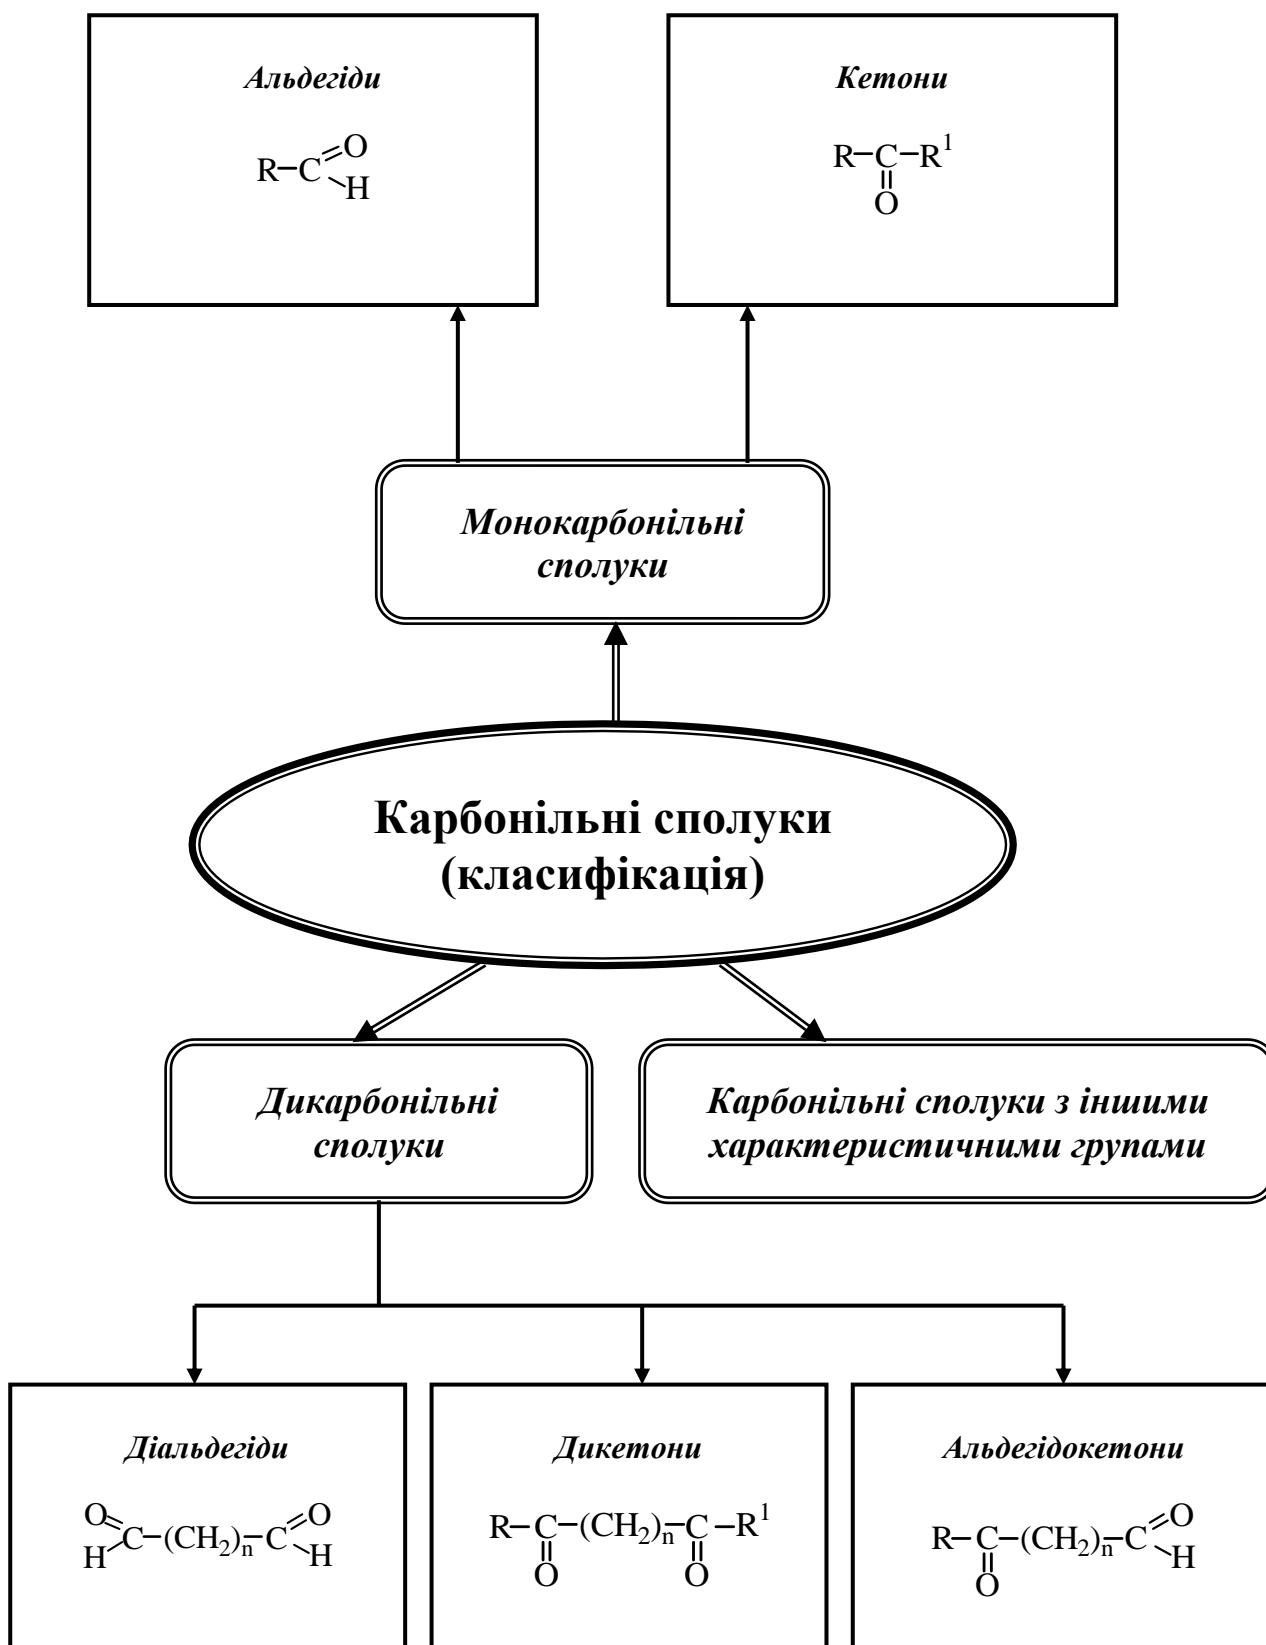 Альдегіди
R–C=O
H
Кетони
R–C–R¹
O
Монокарбонільні
сполуки
Карбонільні сполуки
(класифікація)
Дикарбонільні
сполуки
Карбонільні сполуки з іншими
характеристичними групами
Діальдегіди
O=C–(CH₂)ₙ–C=O
H H
Дикетони
R–C–(CH₂)ₙ–C–R¹
O O
Альдегідокетони
R–C–(CH₂)ₙ–C=O
O H